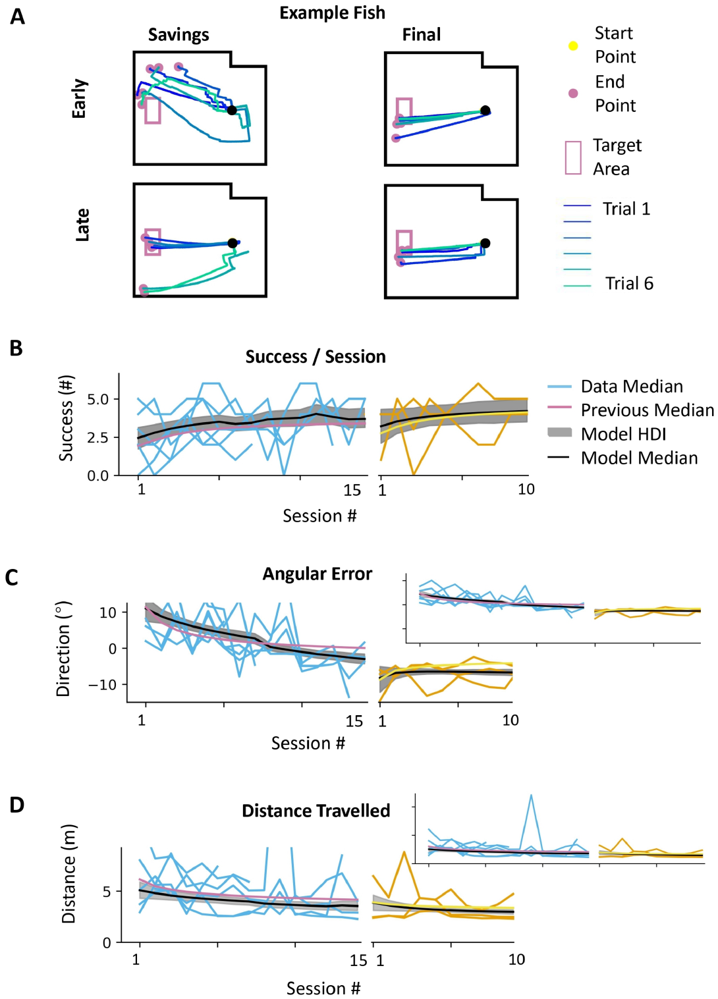 A
Example Fish
Savings
Final
Early
Late
Start
Point
End
Point
Target
Area
Trial 1
Trial 6
B
Success / Session
Success (#)
5.0
2.5
0.0
1
15
1
10
Session #
Data Median
Previous Median
Model HDI
Model Median
C
Angular Error
Direction (°)
10
0
−10
1
15
1
10
Session #
D
Distance Travelled
Distance (m)
5
0
1
15
1
10
Session #